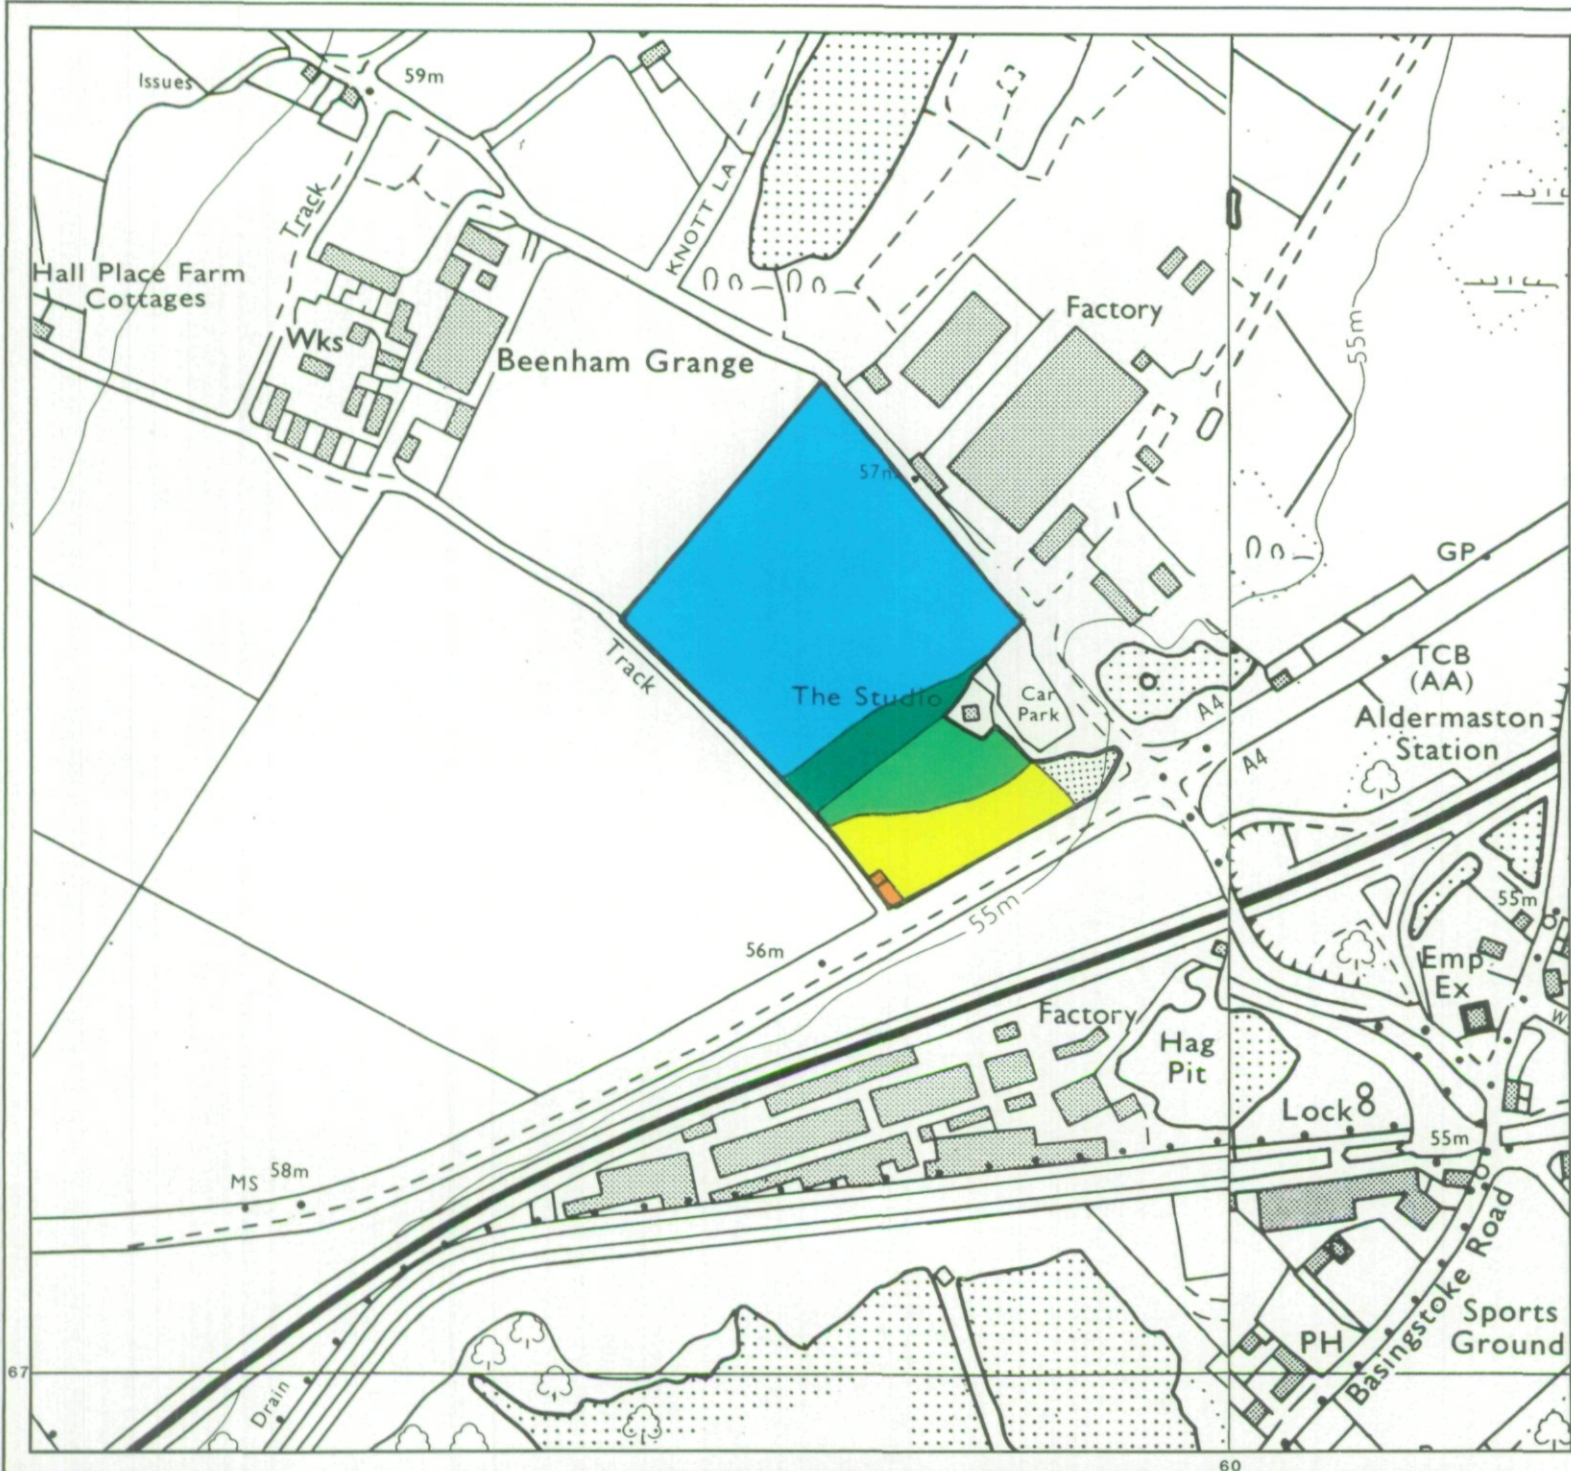 Issues
59m
Track
KNOTT LA
Hall Place Farm
Cottages
Wks
Beenham Grange
Factory
55m
57m
GP
Track
The Studio
Car
Park
A4
A4
TCB
(AA)
Aldermaston
Station
55m
56m
55m
Emp
Ex
W
Factory
Hag
Pit
Lock
55m
MS
58m
Drain
PH
Basingstoke Road
Sports
Ground
67
60